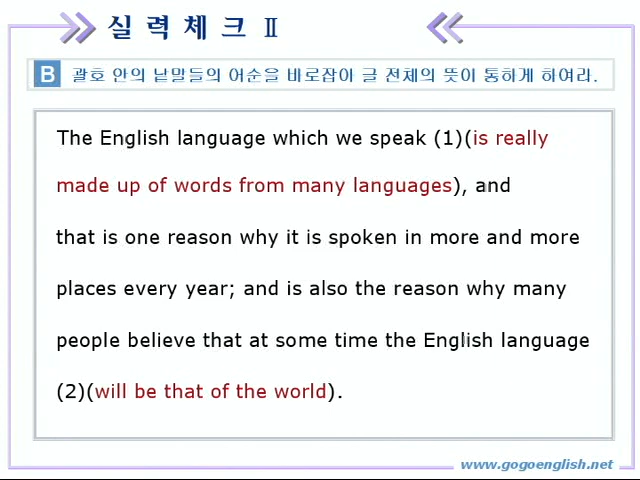 실 력 체 크 Ⅱ
B 괄호 안의 낱말들의 어순을 바로잡아 글 전체의 뜻이 통하게 하여라.
The English language which we speak (1)(is really
made up of words from many languages), and
that is one reason why it is spoken in more and more
places every year; and is also the reason why many
people believe that at some time the English language
(2)(will be that of the world).
www.gogoenglish.net